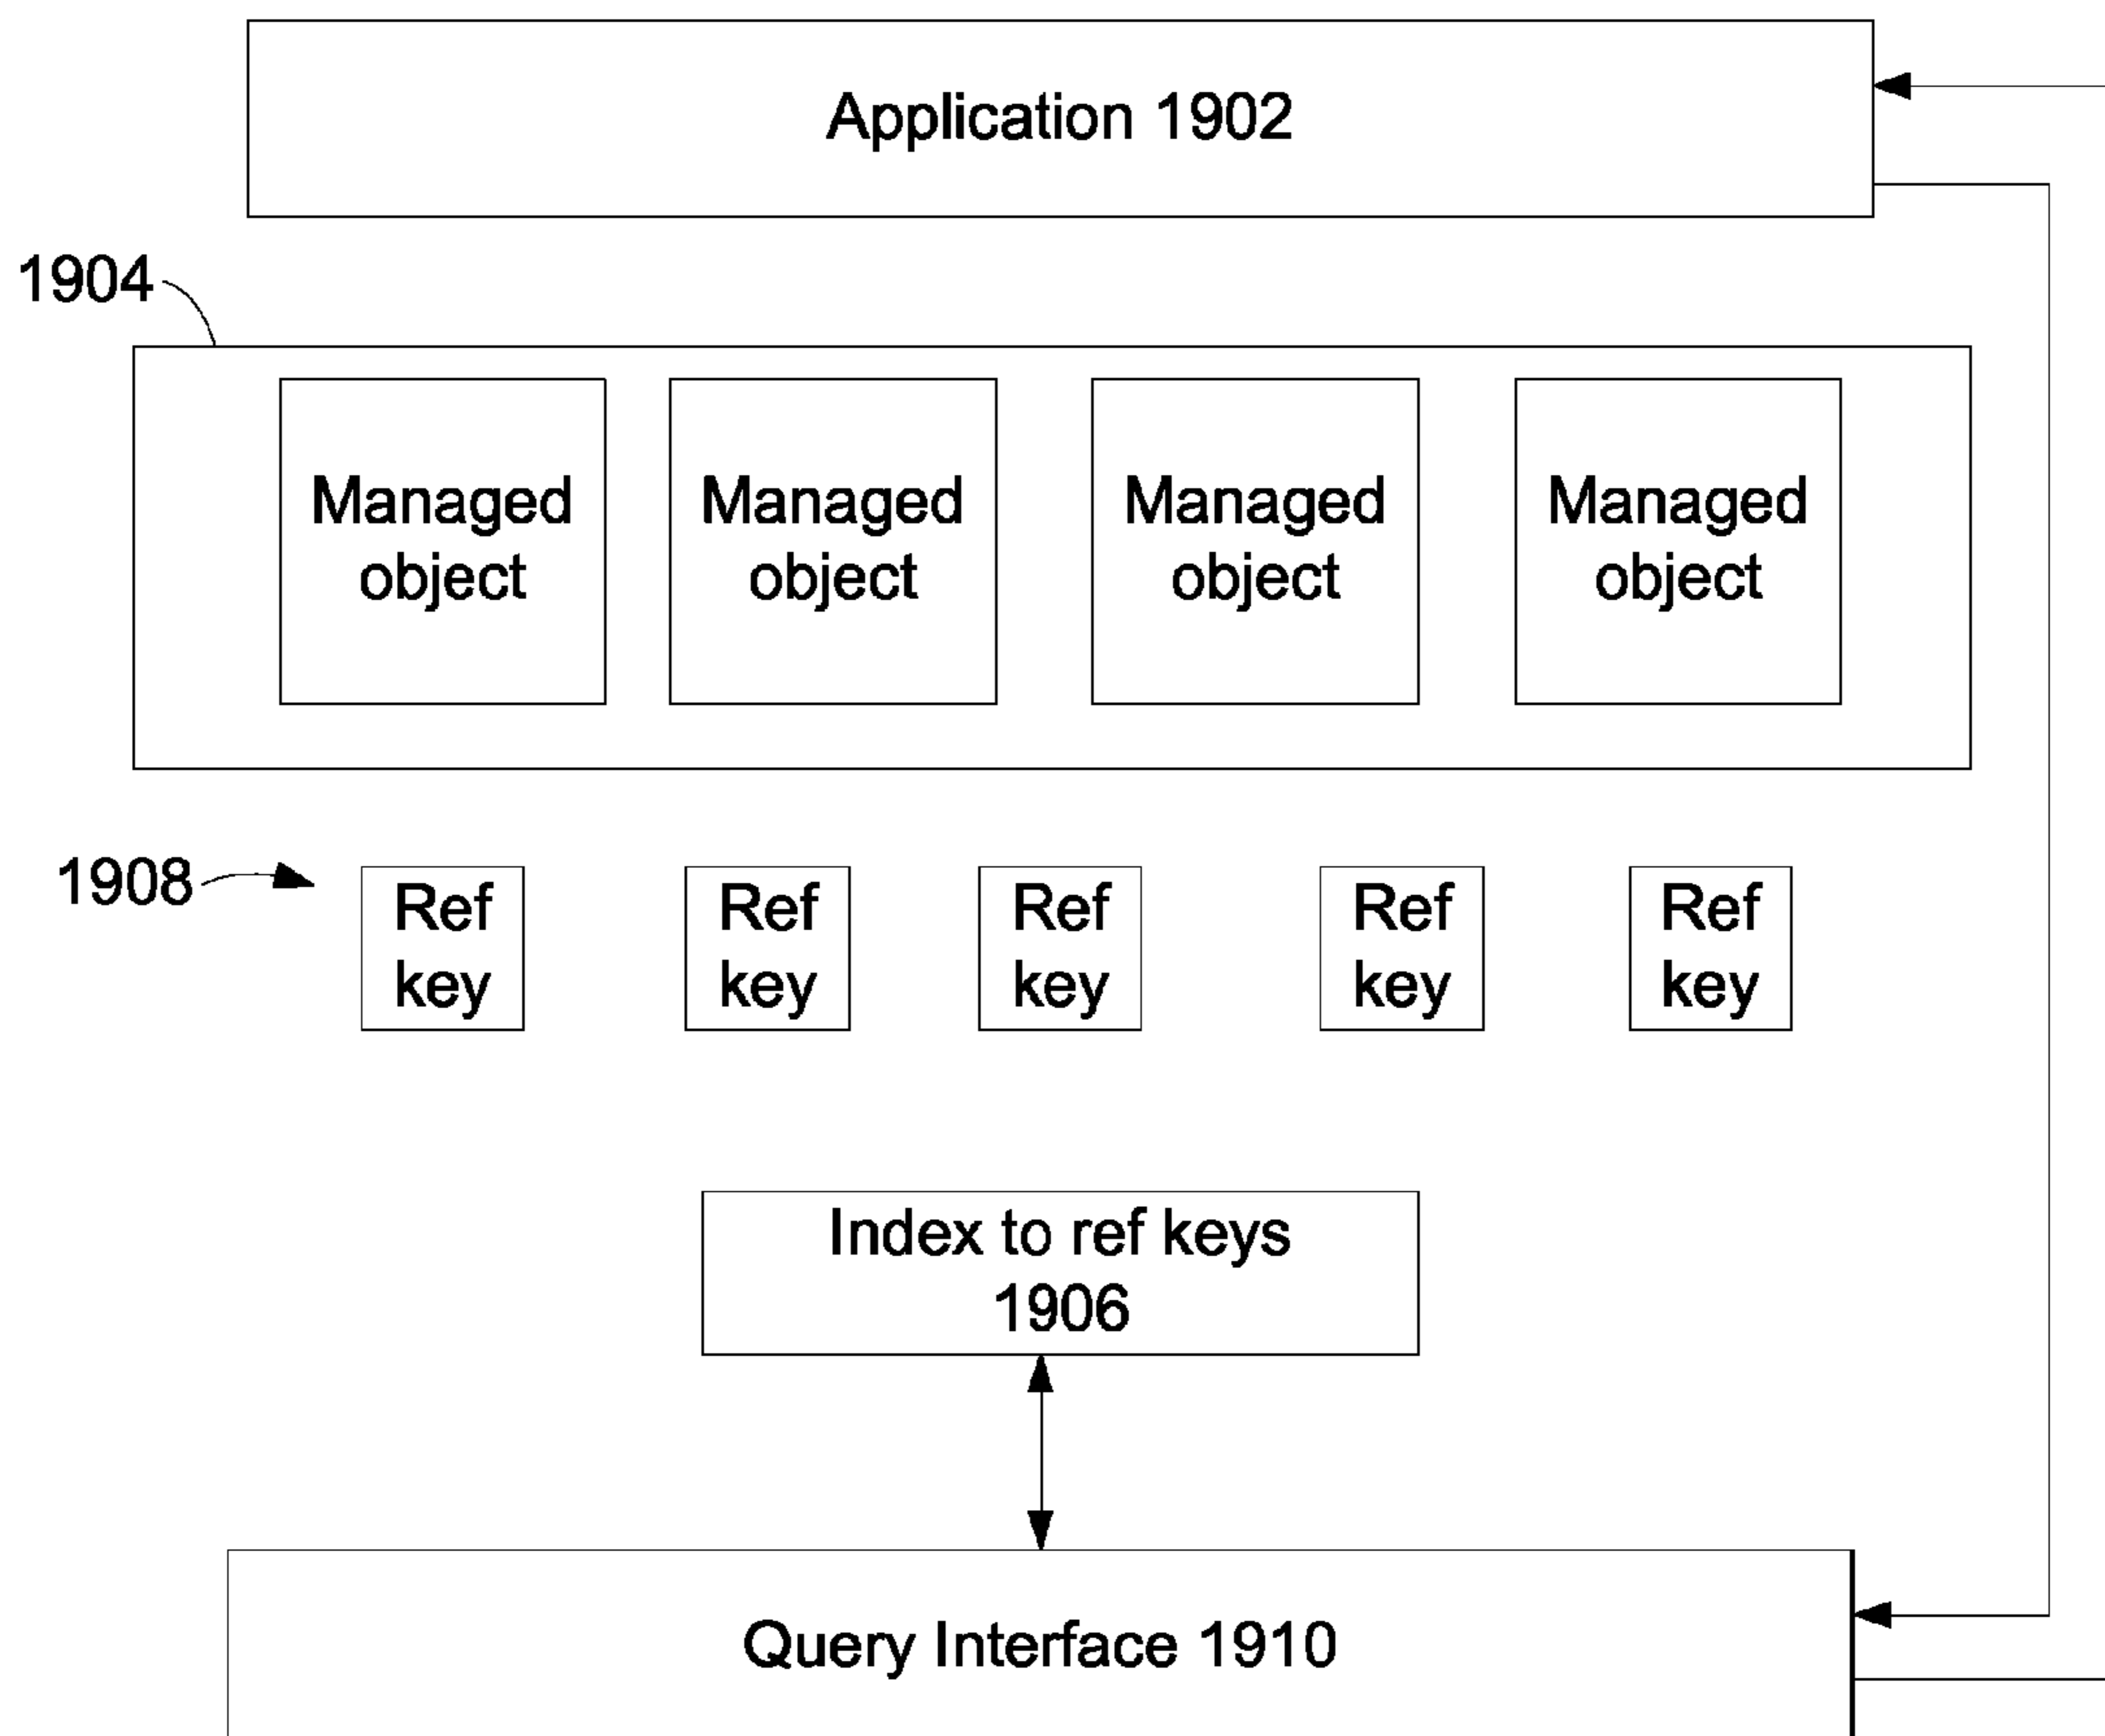 Application 1902
1904
Managed
object
Managed
object
Managed
object
Managed
object
1908
Ref
key
Ref
key
Ref
key
Ref
key
Ref
key
Index to ref keys
1906
Query Interface 1910